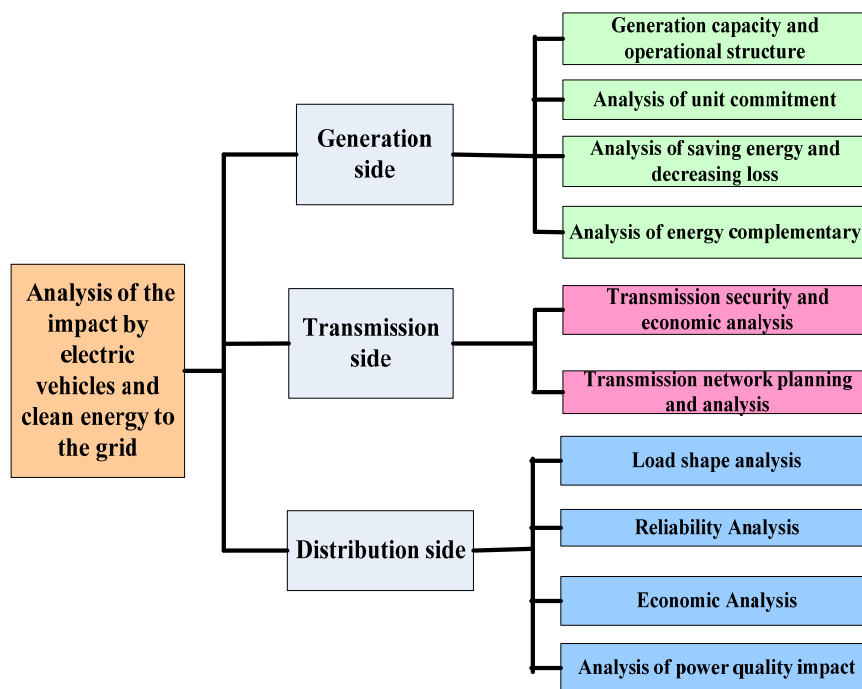 Analysis of the
impact by
electric
vehicles and
clean energy to
the grid
Generation
side
Generation capacity and
operational structure
Analysis of unit commitment
Analysis of saving energy and
decreasing loss
Analysis of energy complementary
Transmission
side
Transmission security and
economic analysis
Transmission network planning
and analysis
Distribution side
Load shape analysis
Reliability Analysis
Economic Analysis
Analysis of power quality impact